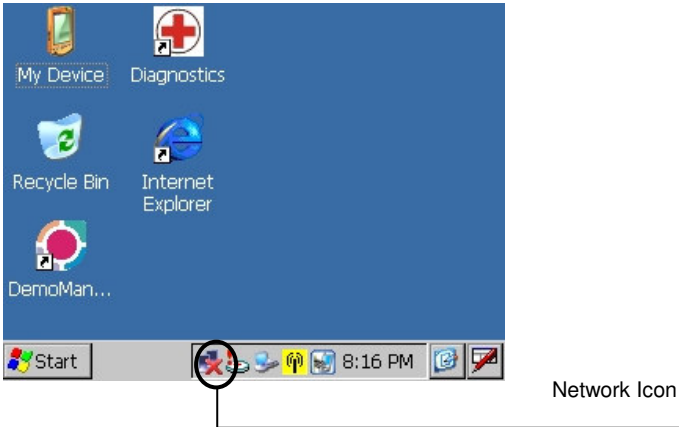 My Device
Diagnostics
Recycle Bin
Internet
Explorer
DemoMan...
Start
8:16 PM
Network Icon